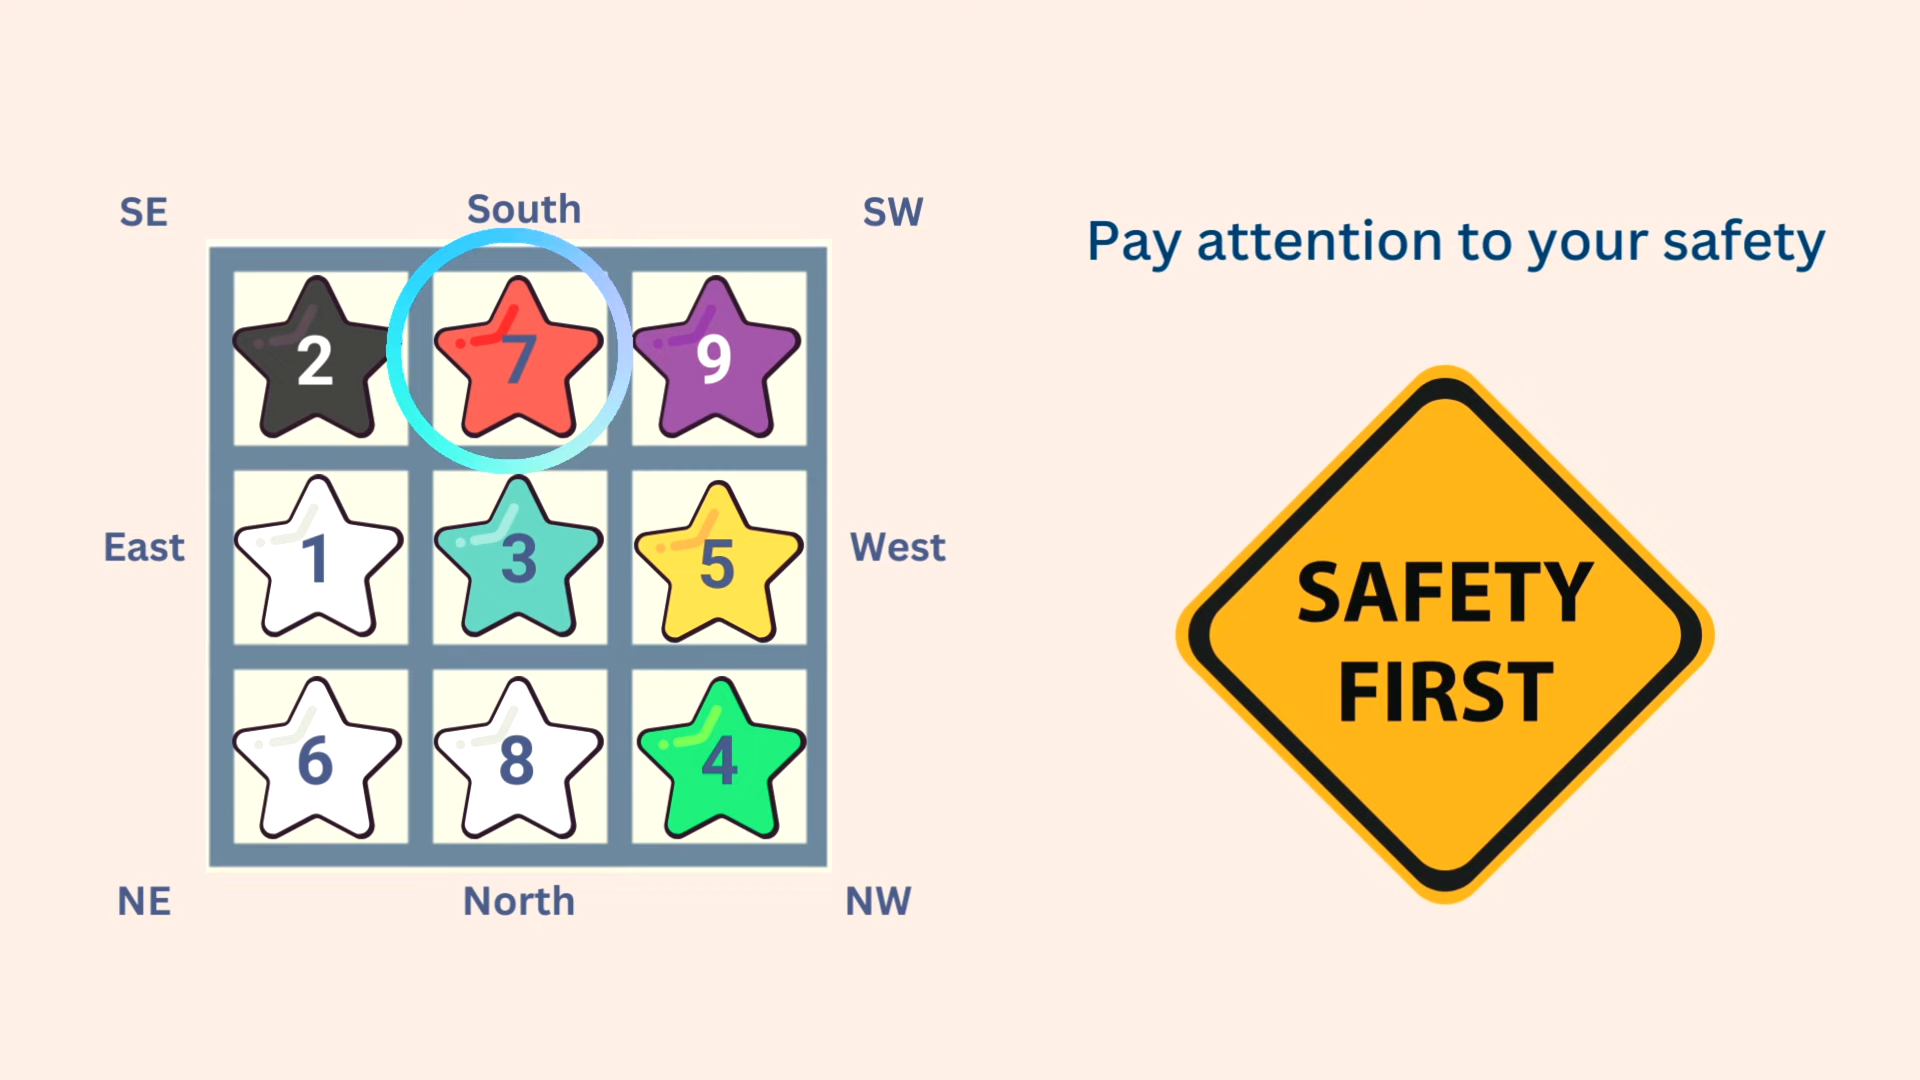 SE South SW
Pay attention to your safety
2 7 9
East 1 3 5 West
SAFETY
FIRST
6 8 4
NE North NW